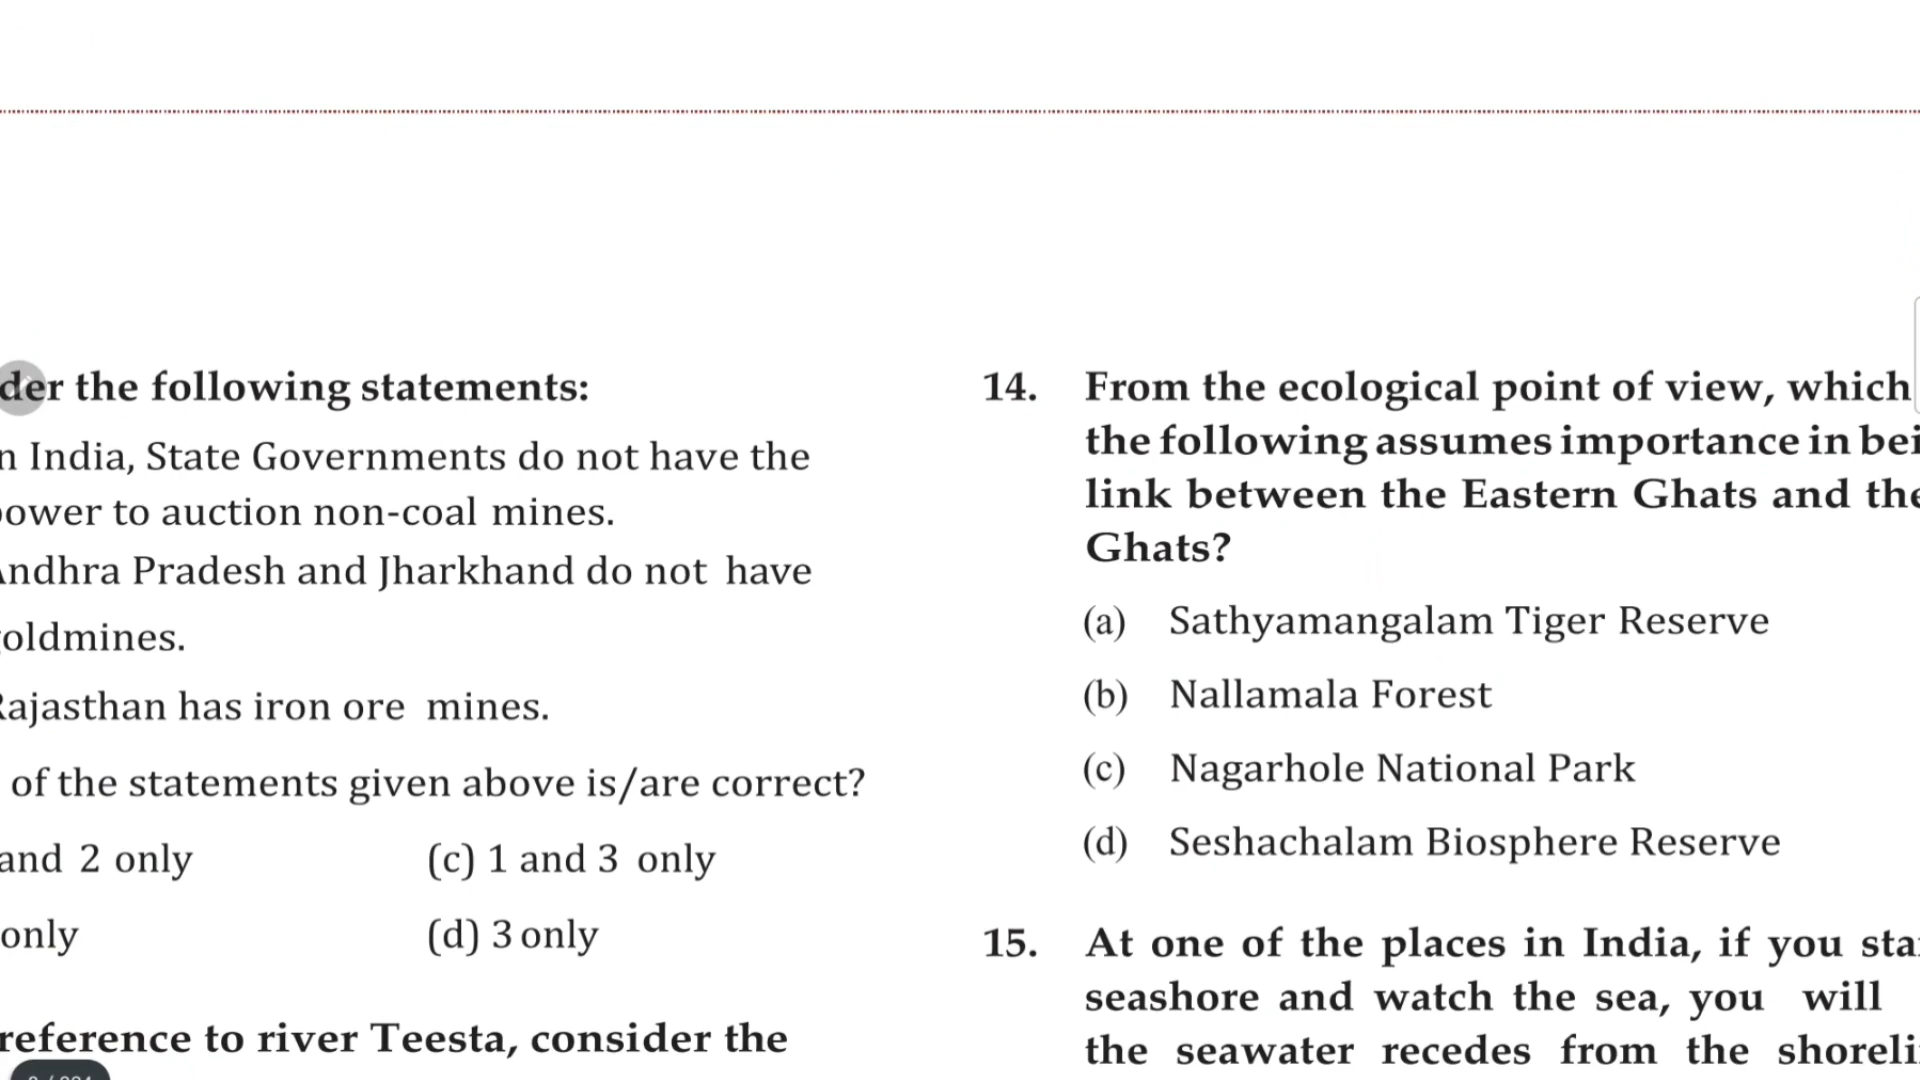 der the following statements:
n India, State Governments do not have the
power to auction non-coal mines.
Andhra Pradesh and Jharkhand do not have
goldmines.
Rajasthan has iron ore mines.
of the statements given above is/are correct?
and 2 only (c) 1 and 3 only
only (d) 3 only
reference to river Teesta, consider the
14. From the ecological point of view, which
the following assumes importance in bei
link between the Eastern Ghats and the
Ghats?
(a) Sathyamangalam Tiger Reserve
(b) Nallamala Forest
(c) Nagarhole National Park
(d) Seshachalam Biosphere Reserve
15. At one of the places in India, if you sta
seashore and watch the sea, you will
the seawater recedes from the shoreli